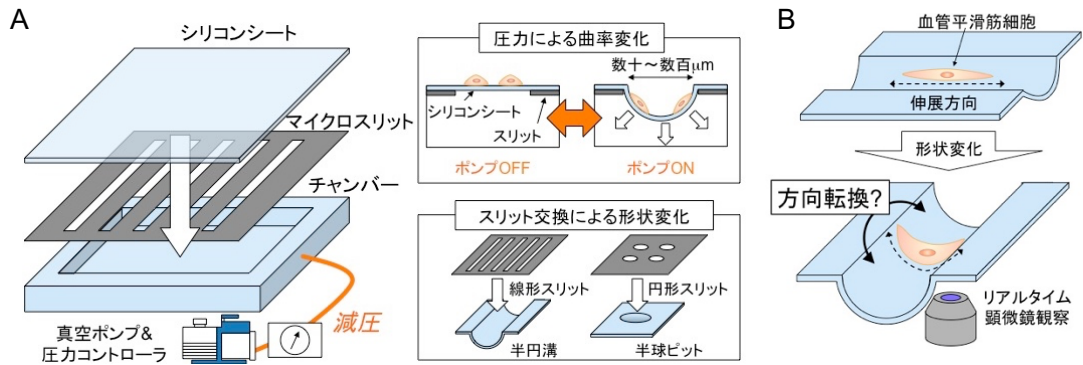 A
シリコンシート
マイクロスリット
チャンバー
真空ポンプ&
圧力コントローラ
減圧
圧力による曲率変化
数十～数百μm
シリコンシート
スリット
ポンプOFF
ポンプON
スリット交換による形状変化
線形スリット
円形スリット
半円溝
半球ピット
B
血管平滑筋細胞
伸展方向
形状変化
方向転換?
リアルタイム
顕微鏡観察